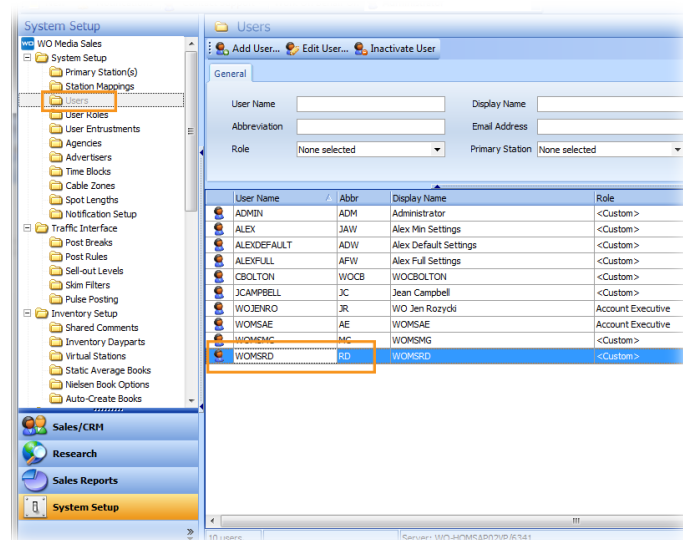 System Setup
WO WO Media Sales
System Setup
Primary Station(s)
Station Mappings
Users
User Roles
User Entrustments
Agencies
Advertisers
Time Blocks
Cable Zones
Spot Lengths
Notification Setup
Traffic Interface
Post Breaks
Post Rules
Sell-out Levels
Skim Filters
Pulse Posting
Inventory Setup
Shared Comments
Inventory Dayparts
Virtual Stations
Static Average Books
Nielsen Book Options
Auto-Create Books
Sales/CRM
Research
Sales Reports
System Setup
Users
Add User... Edit User... Inactivate User
General
User Name Display Name
Abbreviation Email Address
Role None selected Primary Station None selected
User Name Abbr Display Name Role
ADMIN ADM Administrator <Custom>
ALEX JAW Alex Min Settings <Custom>
ALEXDEFAULT ADW Alex Default Settings <Custom>
ALEXFULL AFW Alex Full Settings <Custom>
CBOLTON WOCB WOCBOLTON <Custom>
JCAMPBELL JC Jean Campbell <Custom>
WOJENRO JR WO Jen Rozycki Account Executive
WOMSAE AE WOMSAE Account Executive
WOMSMG MG WOMSMG <Custom>
WOMSRD RD WOMSRD <Custom>
10 users Server: WO-HOMSAP02VP/6341